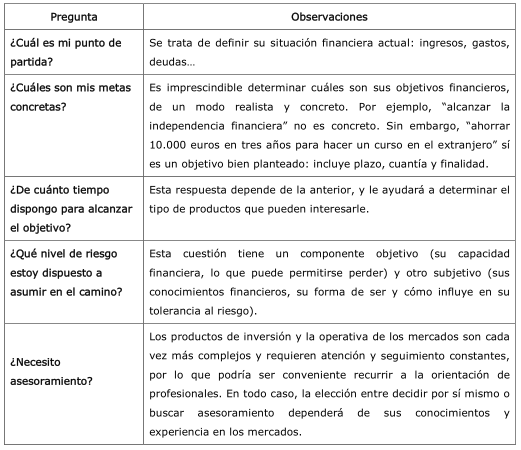 Pregunta
Observaciones
¿Cuál es mi punto de
partida?
Se trata de definir su situación financiera actual: ingresos, gastos,
deudas…
¿Cuáles son mis metas
concretas?
Es imprescindible determinar cuáles son sus objetivos financieros,
de un modo realista y concreto. Por ejemplo, “alcanzar la
independencia financiera” no es concreto. Sin embargo, “ahorrar
10.000 euros en tres años para hacer un curso en el extranjero” sí
es un objetivo bien planteado: incluye plazo, cuantía y finalidad.
¿De cuánto tiempo
dispongo para alcanzar
el objetivo?
Esta respuesta depende de la anterior, y le ayudará a determinar el
tipo de productos que pueden interesarle.
¿Qué nivel de riesgo
estoy dispuesto a
asumir en el camino?
Esta cuestión tiene un componente objetivo (su capacidad
financiera, lo que puede permitirse perder) y otro subjetivo (sus
conocimientos financieros, su forma de ser y cómo influye en su
tolerancia al riesgo).
¿Necesito
asesoramiento?
Los productos de inversión y la operativa de los mercados son cada
vez más complejos y requieren atención y seguimiento constantes,
por lo que podría ser conveniente recurrir a la orientación de
profesionales. En todo caso, la elección entre decidir por sí mismo o
buscar asesoramiento dependerá de sus conocimientos y
experiencia en los mercados.